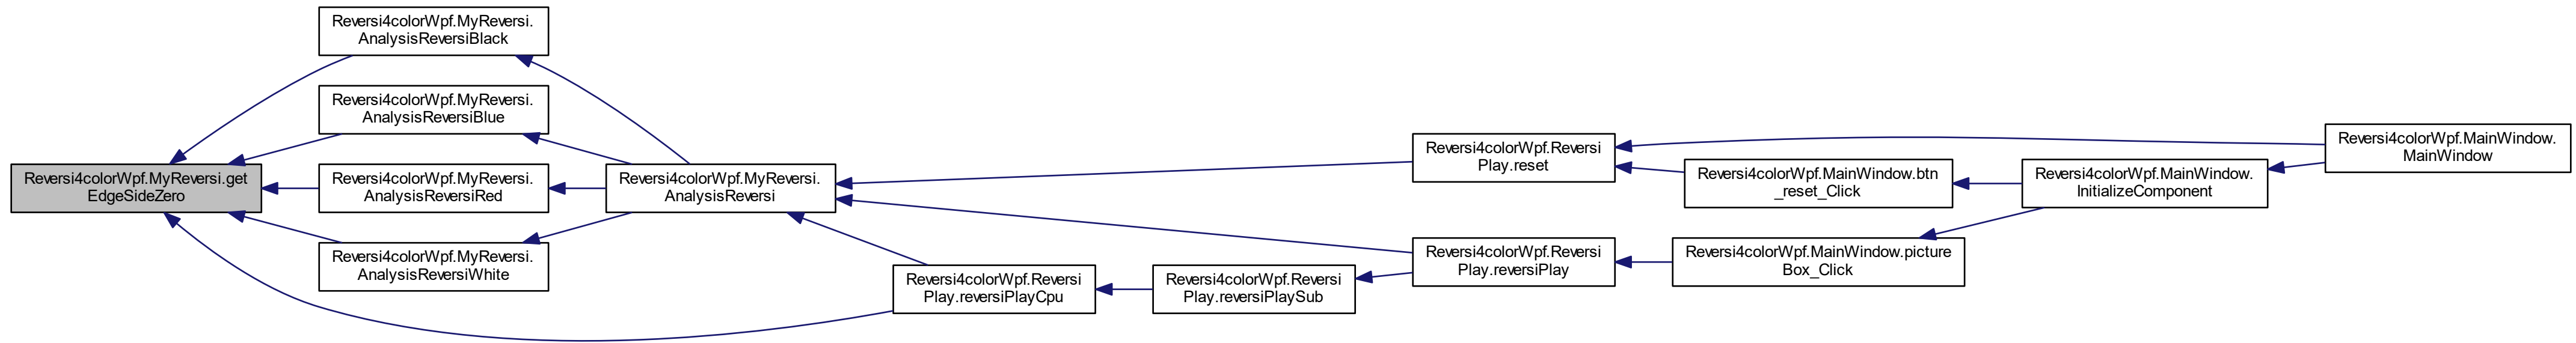 Reversi4colorWpf.MyReversi.get
EdgeSideZero
Reversi4colorWpf.MyReversi.
AnalysisReversiBlack
Reversi4colorWpf.MyReversi.
AnalysisReversiBlue
Reversi4colorWpf.MyReversi.
AnalysisReversiRed
Reversi4colorWpf.MyReversi.
AnalysisReversiWhite
Reversi4colorWpf.MyReversi.
AnalysisReversi
Reversi4colorWpf.Reversi
Play.reversiPlayCpu
Reversi4colorWpf.Reversi
Play.reversiPlaySub
Reversi4colorWpf.Reversi
Play.reset
Reversi4colorWpf.Reversi
Play.reversiPlay
Reversi4colorWpf.MainWindow.btn
_reset_Click
Reversi4colorWpf.MainWindow.picture
Box_Click
Reversi4colorWpf.MainWindow.
InitializeComponent
Reversi4colorWpf.MainWindow.
MainWindow